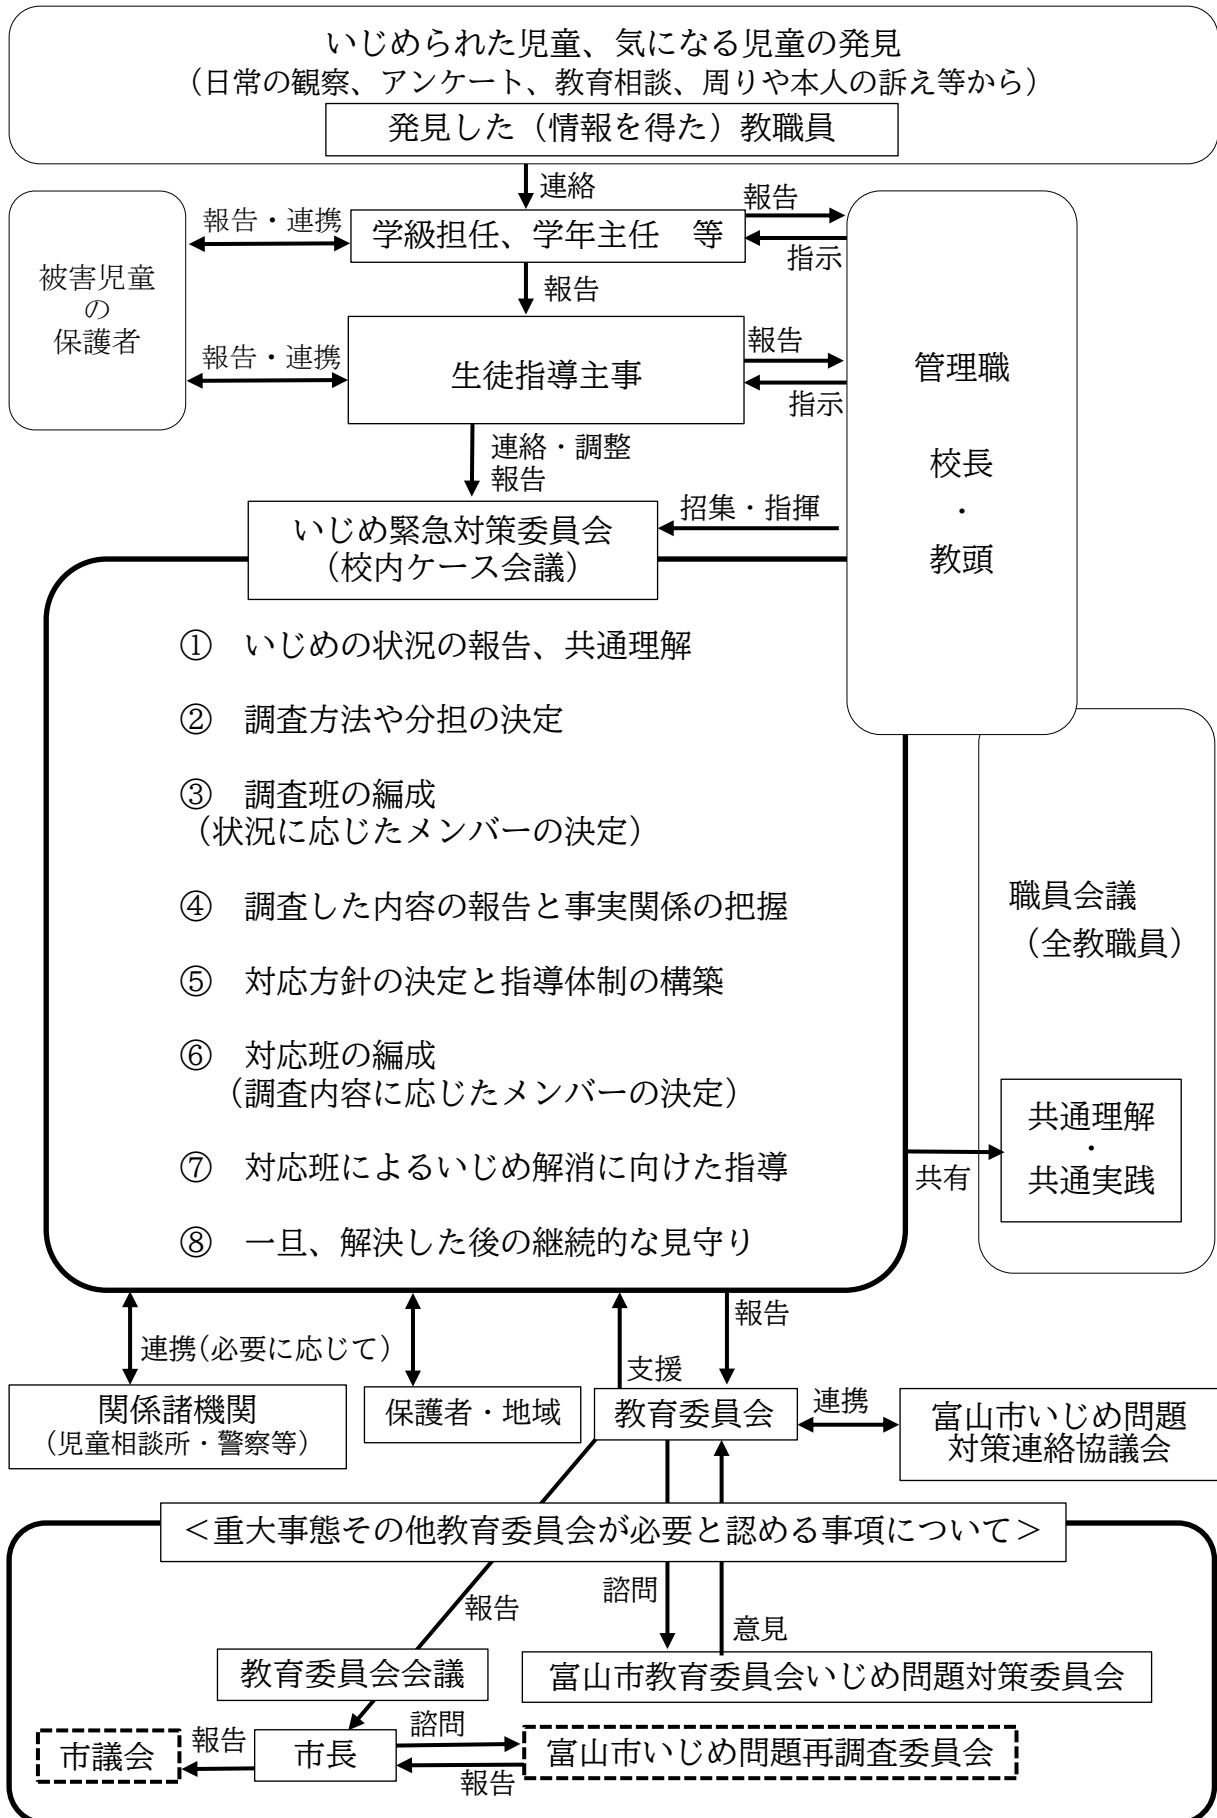 いじめられた児童、気になる児童の発見
（日常の観察、アンケート、教育相談、周りや本人の訴え等から）
発見した（情報を得た）教職員
連絡
報告・連携
学級担任、学年主任　等
報告
指示
被害児童
の
保護者
報告
報告・連携
生徒指導主事
報告
指示
管理職
校長
・
教頭
連絡・調整
報告
招集・指揮
いじめ緊急対策委員会
（校内ケース会議）
①　いじめの状況の報告、共通理解
②　調査方法や分担の決定
③　調査班の編成
（状況に応じたメンバーの決定）
④　調査した内容の報告と事実関係の把握
⑤　対応方針の決定と指導体制の構築
⑥　対応班の編成
（調査内容に応じたメンバーの決定）
⑦　対応班によるいじめ解消に向けた指導
⑧　一旦、解決した後の継続的な見守り
職員会議
（全教職員）
共有
共通理解
・
共通実践
連携（必要に応じて）
支援
報告
関係諸機関
（児童相談所・警察等）
保護者・地域
教育委員会
連携
富山市いじめ問題
対策連絡協議会
＜重大事態その他教育委員会が必要と認める事項について＞
報告
諮問
意見
教育委員会会議
富山市教育委員会いじめ問題対策委員会
市議会
報告
市長
諮問
報告
富山市いじめ問題再調査委員会